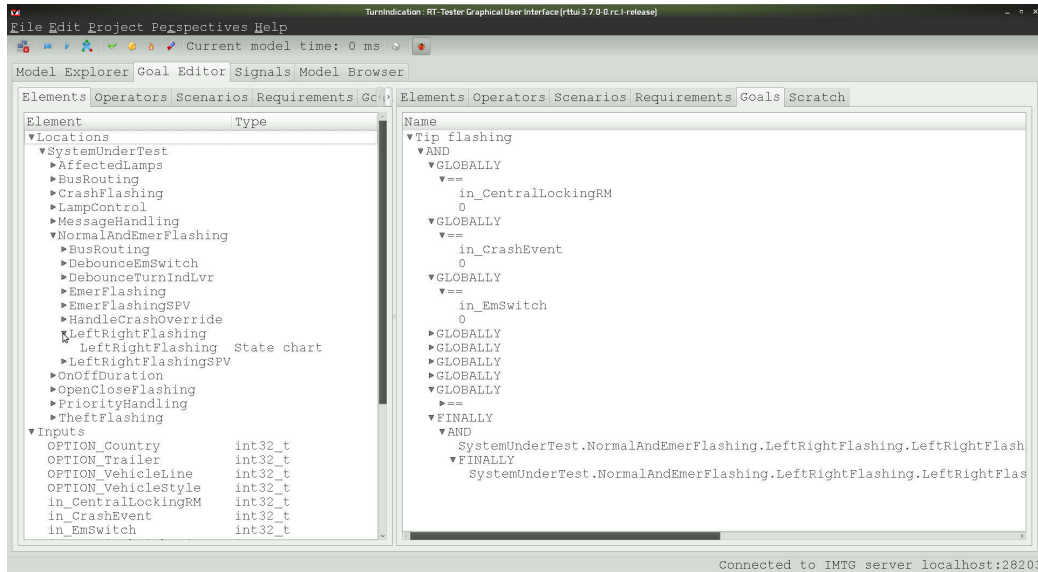 TurnIndication : RT-Tester Graphical User Interface (rttui 3.7.0-0.rc.1-release)
File Edit Project Perspectives Help
Current model time: 0 ms
Model Explorer Goal Editor Signals Model Browser
Elements Operators Scenarios Requirements Go
Element Type
Locations
SystemUnderTest
AffectedLamps
BusRouting
CrashFlashing
LampControl
MessageHandling
NormalAndEmerFlashing
BusRouting
DebounceEmSwitch
DebounceTurnIndLvr
EmerFlashing
EmerFlashingSPV
HandleCrashOverride
LeftRightFlashing
LeftRightFlashing State chart
LeftRightFlashingSPV
OnOffDuration
OpenCloseFlashing
PriorityHandling
TheftFlashing
Inputs
OPTION_Country int32_t
OPTION_Trailer int32_t
OPTION_VehicleLine int32_t
OPTION_VehicleStyle int32_t
in_CentralLockingRM int32_t
in_CrashEvent int32_t
in_EmSwitch int32_t
Elements Operators Scenarios Requirements Goals Scratch
Name
Tip flashing
AND
GLOBALLY
==
in_CentralLockingRM
0
GLOBALLY
==
in_CrashEvent
0
GLOBALLY
==
in_EmSwitch
0
GLOBALLY
GLOBALLY
GLOBALLY
GLOBALLY
GLOBALLY
==
FINALLY
AND
SystemUnderTest.NormalAndEmerFlashing.LeftRightFlashing.LeftRightFlash
FINALLY
SystemUnderTest.NormalAndEmerFlashing.LeftRightFlashing.LeftRightFlas
Connected to IMTG server localhost:28203